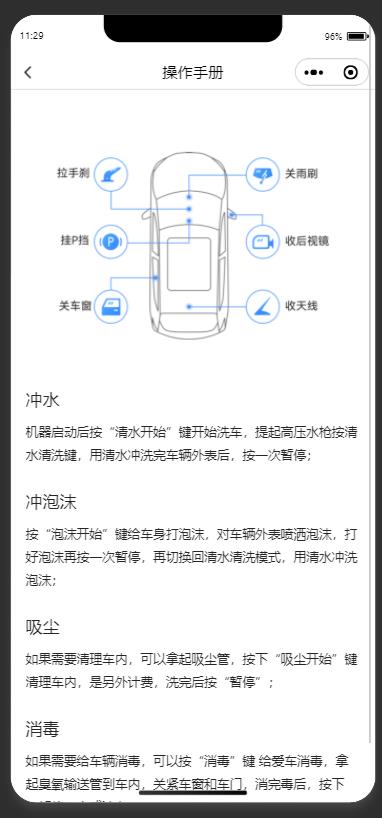 11:29
96%
操作手册
拉手刹
关雨刷
挂P挡
P
收后视镜
关车窗
收天线
冲水
机器启动后按“清水开始”键开始洗车，提起高压水枪按清
水清洗键，用清水冲洗完车辆外表后，按一次暂停；
冲泡沫
按“泡沫开始”键给车身打泡沫，对车辆外表喷洒泡沫，打
好泡沫再按一次暂停，再切换回清水清洗模式，用清水冲洗
泡沫；
吸尘
如果需要清理车内，可以拿起吸尘管，按下“吸尘开始”键
清理车内，是另外计费，洗完后按“暂停”；
消毒
如果需要给车辆消毒，可以按“消毒”键 给爱车消毒，拿
起臭氧输送管到车内，关紧车窗和车门，消完毒后，按下